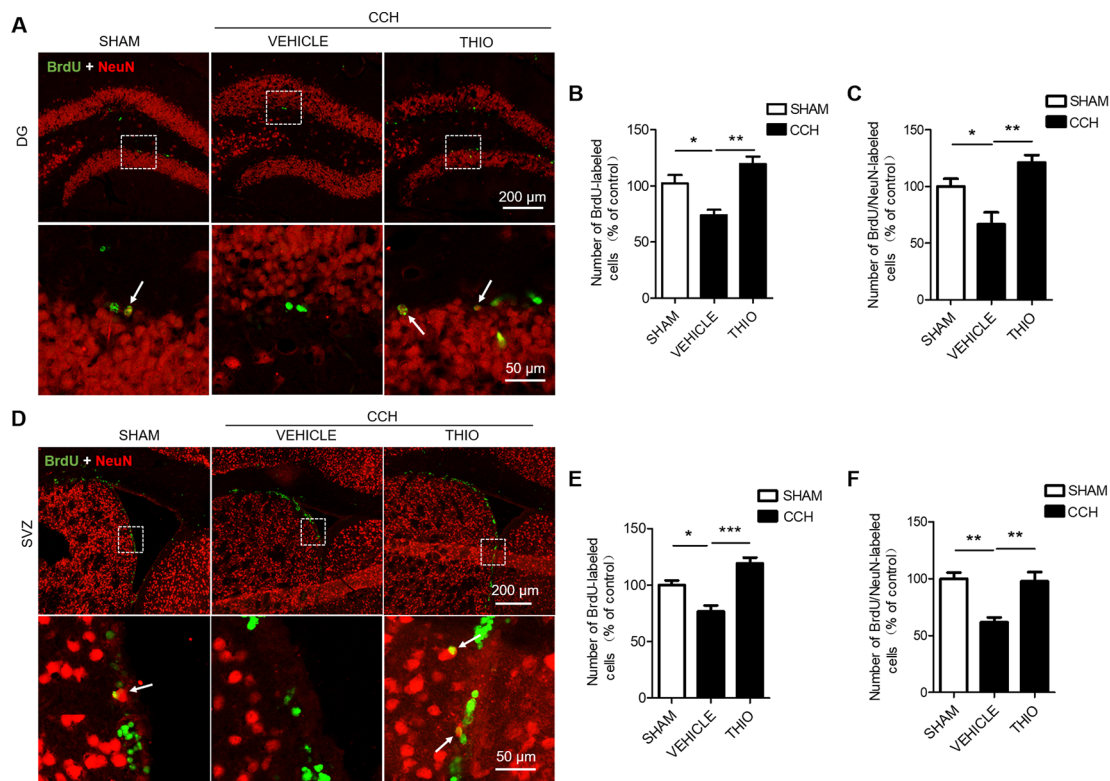 A
CCH
SHAM
VEHICLE
THIO
BrdU + NeuN
DG
200 μm
50 μm
B
SHAM
CCH
Number of BrdU-labeled
cells (% of control)
150
100
50
0
*
**
SHAM
VEHICLE
THIO
C
SHAM
CCH
Number of BrdU/NeuN-labeled
cells (% of control)
150
100
50
0
*
**
SHAM
VEHICLE
THIO
D
CCH
SHAM
VEHICLE
THIO
BrdU + NeuN
SVZ
200 μm
50 μm
E
SHAM
CCH
Number of BrdU-labeled
cells (% of control)
150
100
50
0
*
***
SHAM
VEHICLE
THIO
F
SHAM
CCH
Number of BrdU/NeuN-labeled
cells (% of control)
150
100
50
0
**
**
SHAM
VEHICLE
THIO